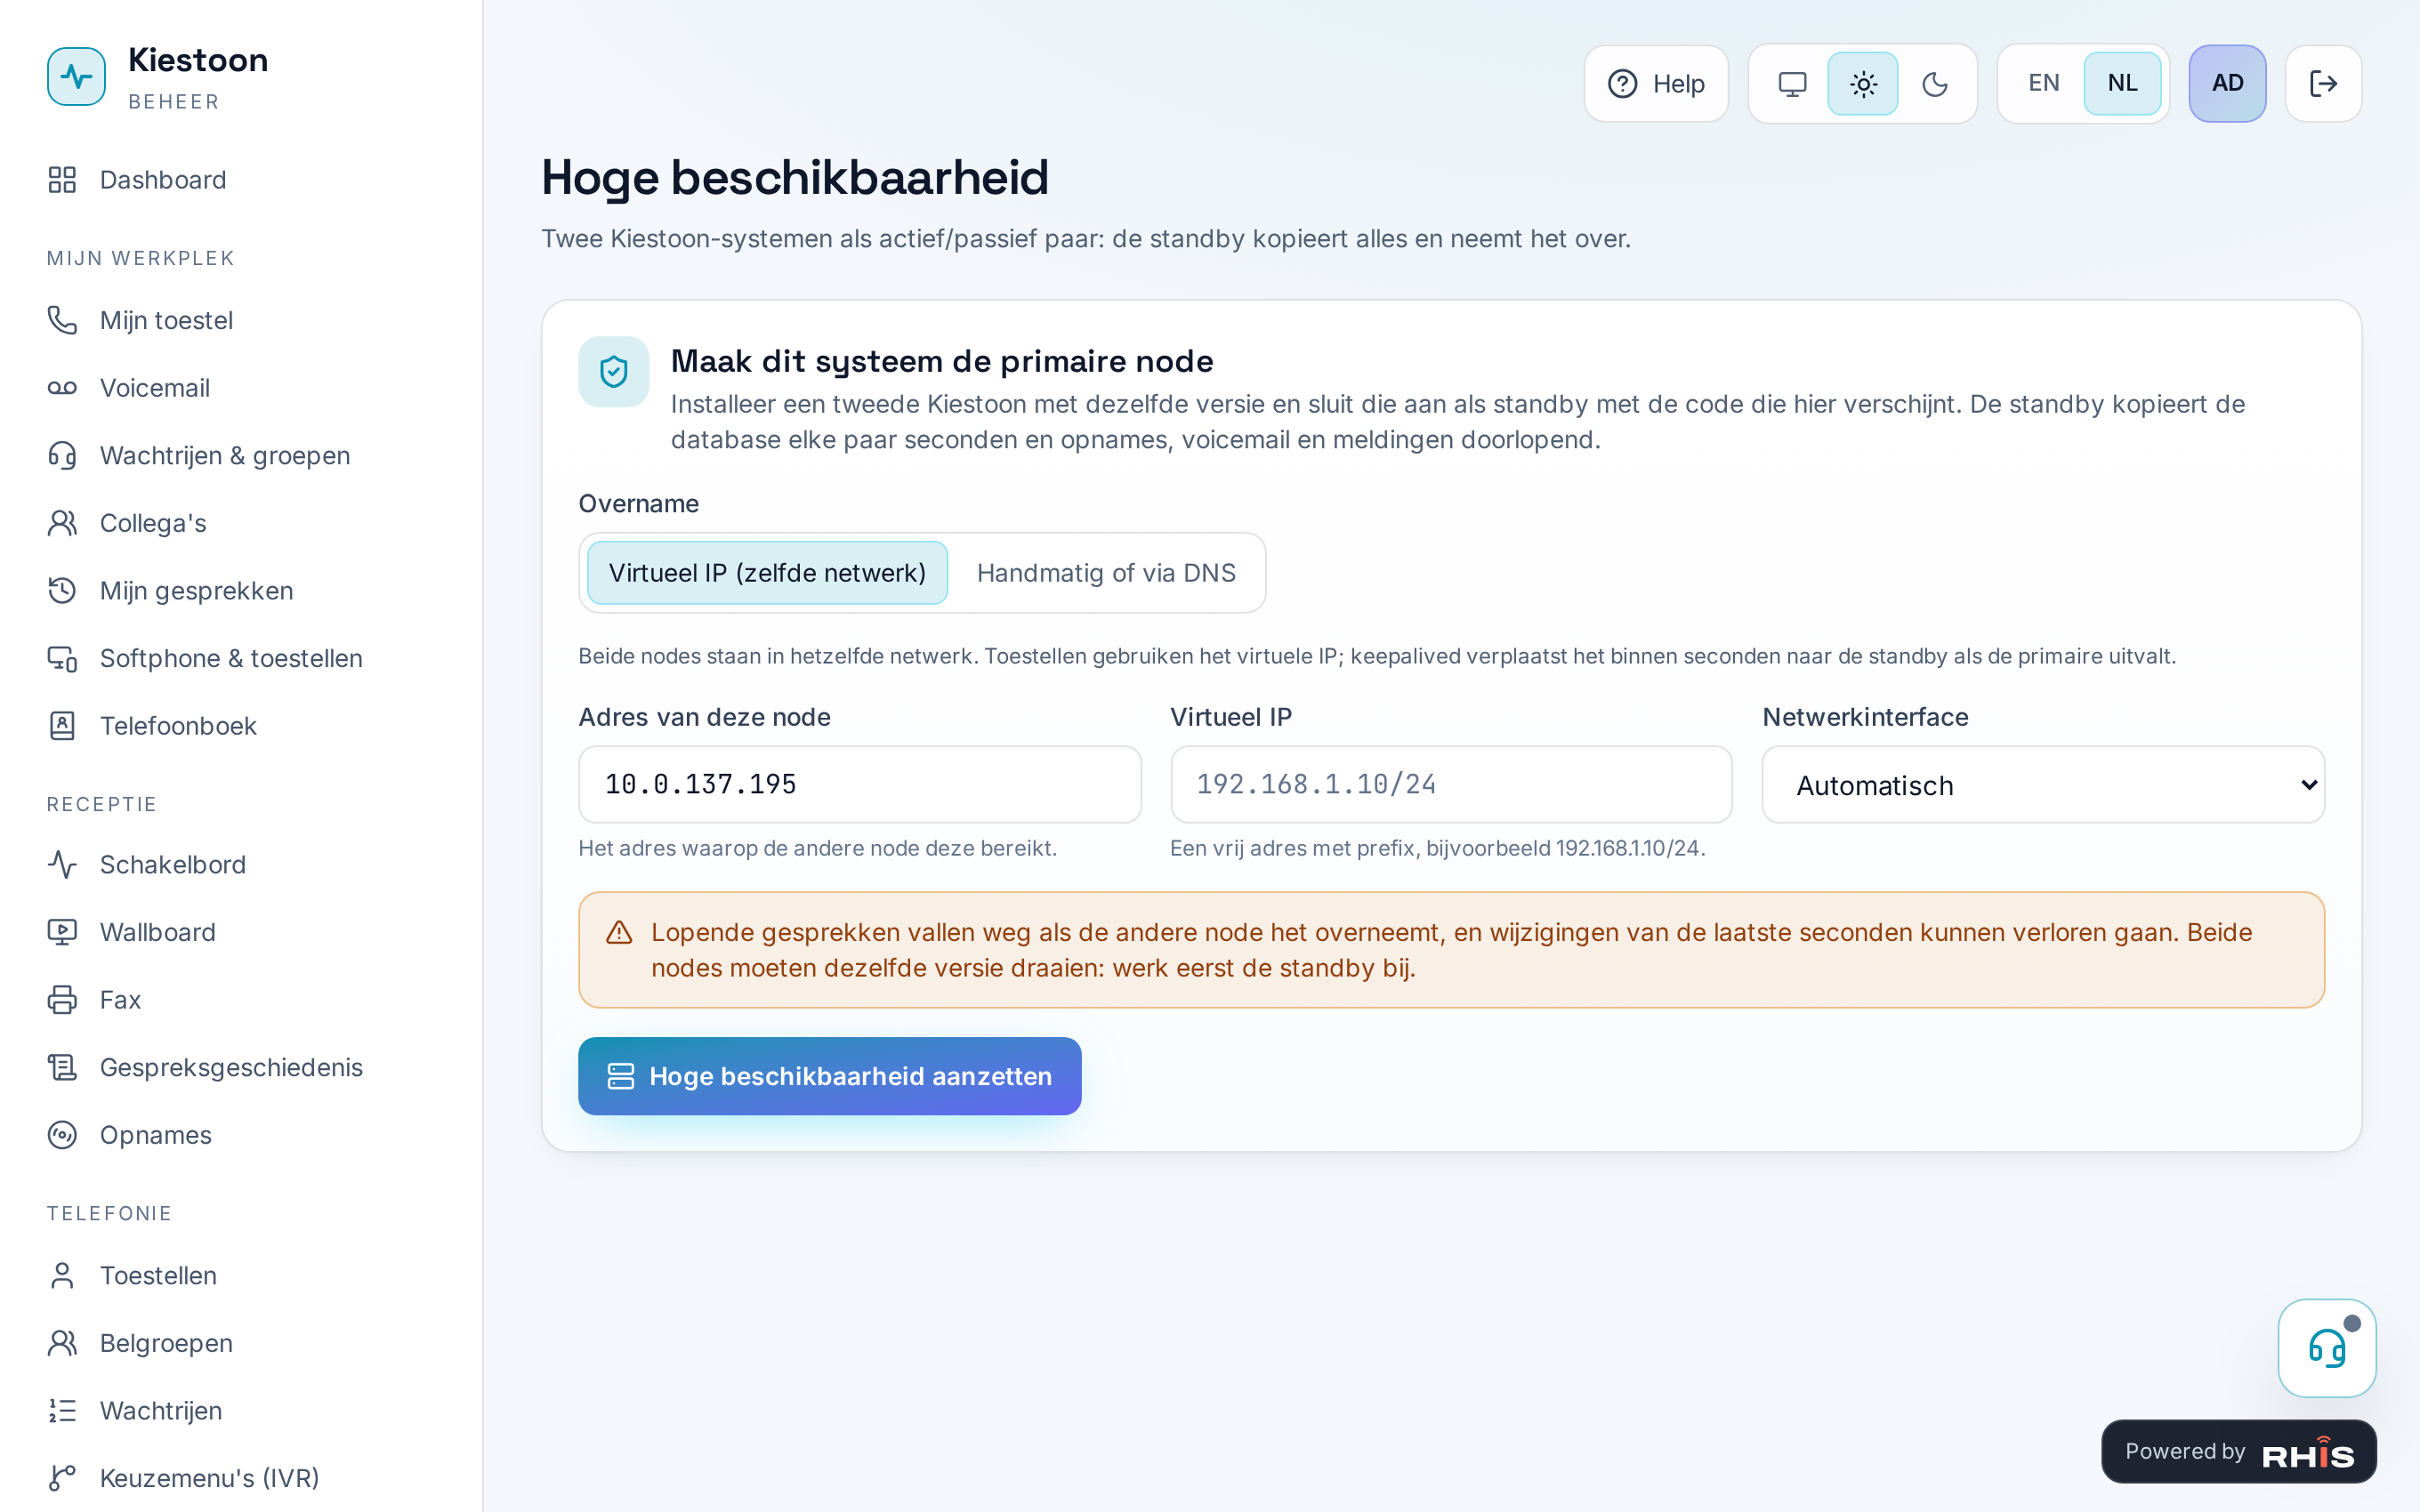 Kiestoon
BEHEER
Dashboard
MIJN WERKPLEK
Mijn toestel
Voicemail
Wachtrijen & groepen
Collega's
Mijn gesprekken
Softphone & toestellen
Telefoonboek
RECEPTIE
Schakelbord
Wallboard
Fax
Gespreksgeschiedenis
Opnames
TELEFONIE
Toestellen
Belgroepen
Wachtrijen
Keuzemenu's (IVR)
Help
EN NL
AD
Hoge beschikbaarheid
Twee Kiestoon-systemen als actief/passief paar: de standby kopieert alles en neemt het over.
Maak dit systeem de primaire node
Installeer een tweede Kiestoon met dezelfde versie en sluit die aan als standby met de code die hier verschijnt. De standby kopieert de
database elke paar seconden en opnames, voicemail en meldingen doorlopend.
Overname
Virtueel IP (zelfde netwerk) Handmatig of via DNS
Beide nodes staan in hetzelfde netwerk. Toestellen gebruiken het virtuele IP; keepalived verplaatst het binnen seconden naar de standby als de primaire uitvalt.
Adres van deze node
10.0.137.195
Het adres waarop de andere node deze bereikt.
Virtueel IP
192.168.1.10/24
Een vrij adres met prefix, bijvoorbeeld 192.168.1.10/24.
Netwerkinterface
Automatisch
Lopende gesprekken vallen weg als de andere node het overneemt, en wijzigingen van de laatste seconden kunnen verloren gaan. Beide
nodes moeten dezelfde versie draaien: werk eerst de standby bij.
Hoge beschikbaarheid aanzetten
Powered by RHiS